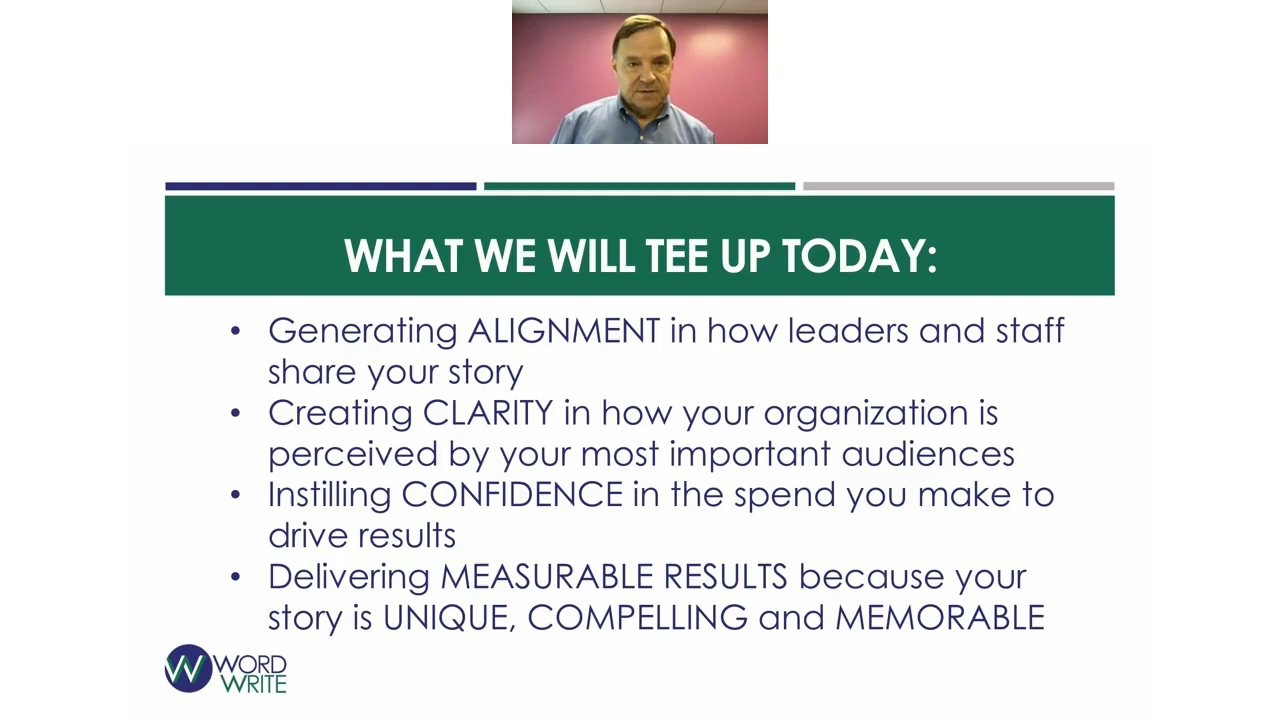 WHAT WE WILL TEE UP TODAY:
• Generating ALIGNMENT in how leaders and staff
share your story
• Creating CLARITY in how your organization is
perceived by your most important audiences
• Instilling CONFIDENCE in the spend you make to
drive results
• Delivering MEASURABLE RESULTS because your
story is UNIQUE, COMPELLING and MEMORABLE
WORD
WRITE